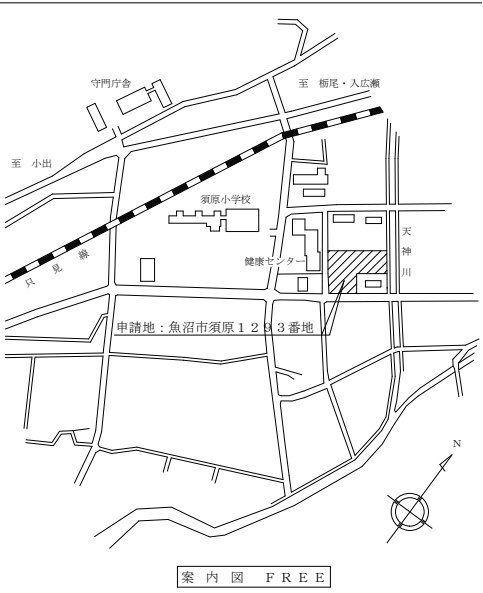 守門庁舎
至 栃尾・入広瀬
至 小出
須原小学校
只見線
健康センター
天神川
申請地：魚沼市須原１２９３番地
N
案内図 FREE